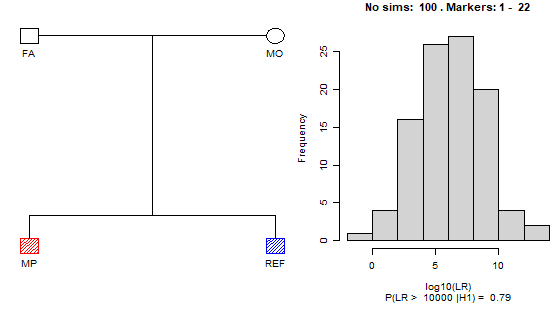 No sims: 100 . Markers: 1 - 22
FA
MO
MP
REF
Frequency
25
20
15
10
5
0
0
5
10
log10(LR)
P(LR > 10000 |H1) = 0.79